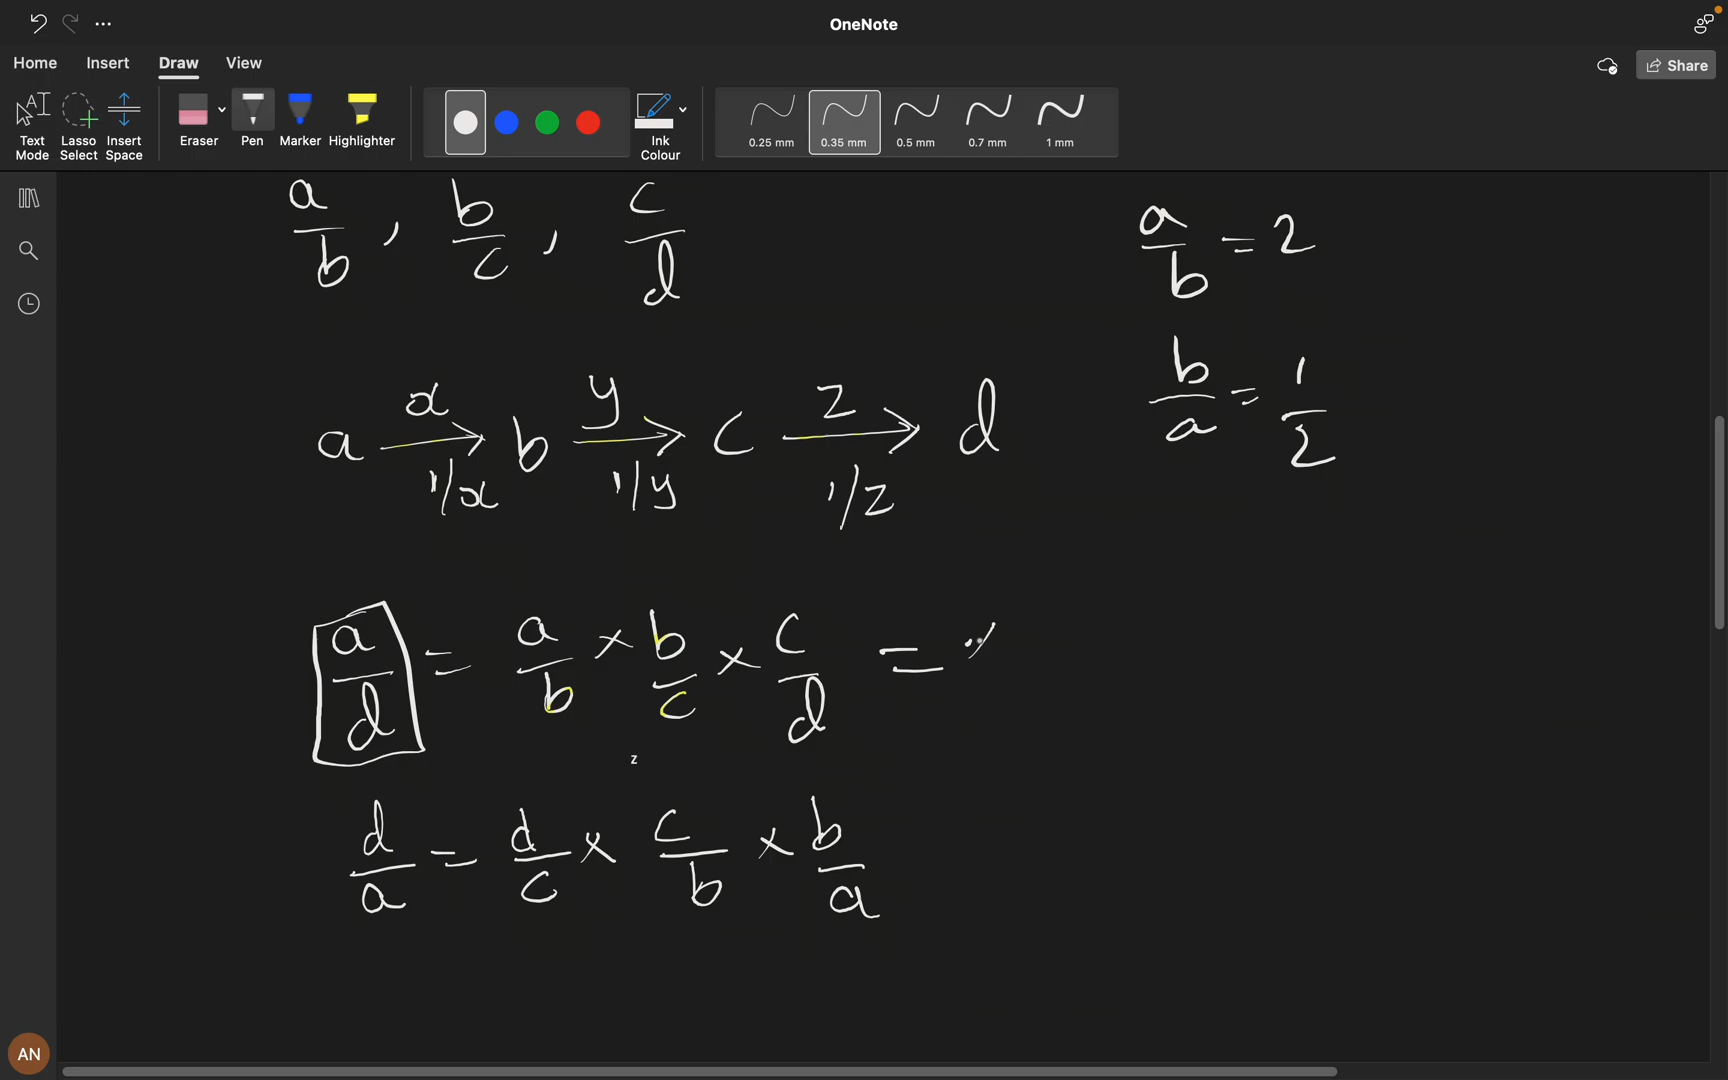 OneNote
Home Insert Draw View
Share
Text Mode
Lasso Select
Insert Space
Eraser
Pen
Marker
Highlighter
Ink Colour
0.25 mm
0.35 mm
0.5 mm
0.7 mm
1 mm
a/b , b/c , c/d
a/b = 2
b/a = 1/2
x y z
a → b → c → d
1/x 1/y 1/z
a/d = a/b × b/c × c/d =
z
d/a = d/c × c/b × b/a
AN